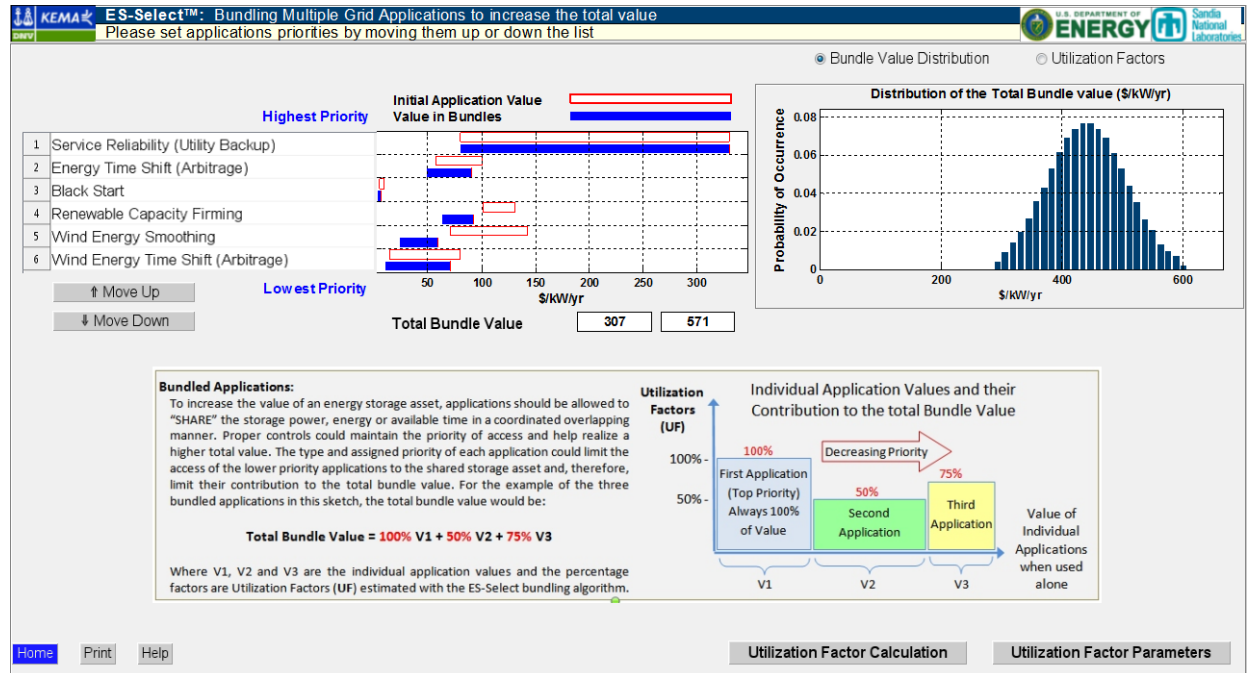 KEMA
DNV
ES-Select™: Bundling Multiple Grid Applications to increase the total value
Please set applications priorities by moving them up or down the list
U.S. DEPARTMENT OF
ENERGY
Sandia
National
Laboratories
Bundle Value Distribution
Utilization Factors
Highest Priority
Initial Application Value
Value in Bundles
1 Service Reliability (Utility Backup)
2 Energy Time Shift (Arbitrage)
3 Black Start
4 Renewable Capacity Firming
5 Wind Energy Smoothing
6 Wind Energy Time Shift (Arbitrage)
50 100 150 200 250 300
$/kW/yr
Lowest Priority
Move Up
Move Down
Total Bundle Value 307 571
Distribution of the Total Bundle value ($/kW/yr)
Probability of Occurrence
0.08
0.06
0.04
0.02
0
0 200 400 600
$/kW/yr
Bundled Applications:
To increase the value of an energy storage asset, applications should be allowed to
“SHARE” the storage power, energy or available time in a coordinated overlapping
manner. Proper controls could maintain the priority of access and help realize a
higher total value. The type and assigned priority of each application could limit the
access of the lower priority applications to the shared storage asset and, therefore,
limit their contribution to the total bundle value. For the example of the three
bundled applications in this sketch, the total bundle value would be:
Total Bundle Value = 100% V1 + 50% V2 + 75% V3
Where V1, V2 and V3 are the individual application values and the percentage
factors are Utilization Factors (UF) estimated with the ES-Select bundling algorithm.
Utilization
Factors
(UF)
Individual Application Values and their
Contribution to the total Bundle Value
100% -
50% -
100%
Decreasing Priority
75%
50%
First Application
(Top Priority)
Always 100%
of Value
Second
Application
Third
Application
Value of
Individual
Applications
when used
alone
V1
V2
V3
Home
Print
Help
Utilization Factor Calculation
Utilization Factor Parameters